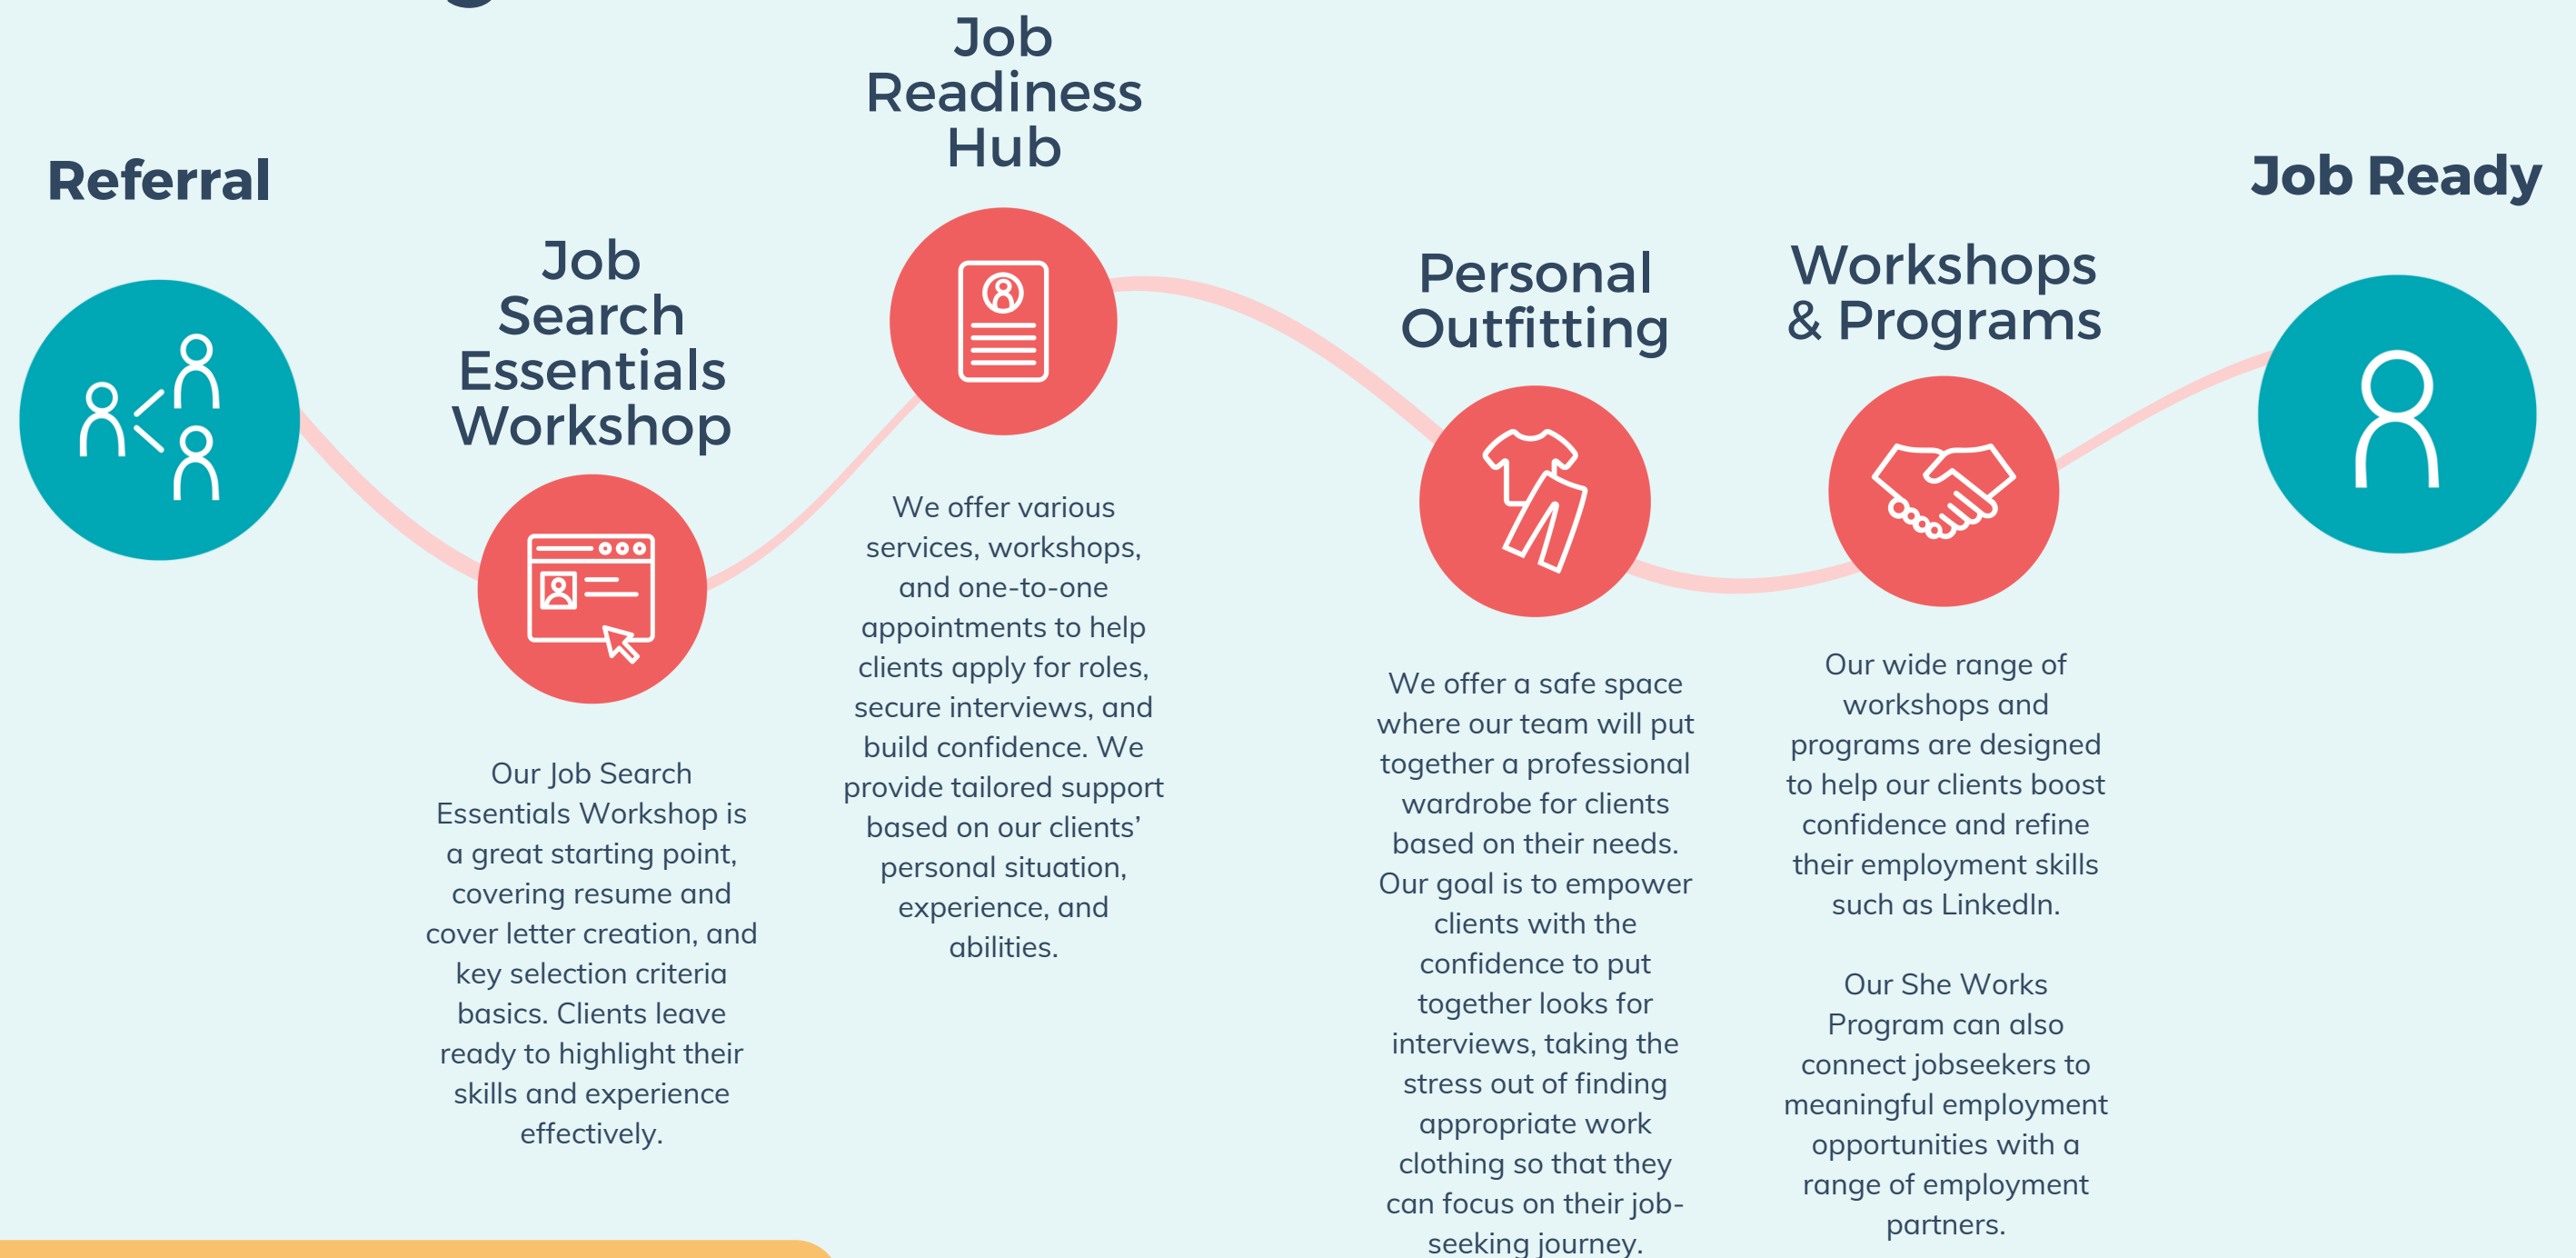 Referral
Job
Search
Essentials
Workshop
Our Job Search
Essentials Workshop is
a great starting point,
covering resume and
cover letter creation, and
key selection criteria
basics. Clients leave
ready to highlight their
skills and experience
effectively.
Job
Readiness
Hub
We offer various
services, workshops,
and one-to-one
appointments to help
clients apply for roles,
secure interviews, and
build confidence. We
provide tailored support
based on our clients’
personal situation,
experience, and
abilities.
Personal
Outfitting
We offer a safe space
where our team will put
together a professional
wardrobe for clients
based on their needs.
Our goal is to empower
clients with the
confidence to put
together looks for
interviews, taking the
stress out of finding
appropriate work
clothing so that they
can focus on their job-
seeking journey.
Workshops
& Programs
Our wide range of
workshops and
programs are designed
to help our clients boost
confidence and refine
their employment skills
such as LinkedIn.
Our She Works
Program can also
connect jobseekers to
meaningful employment
opportunities with a
range of employment
partners.
Job Ready